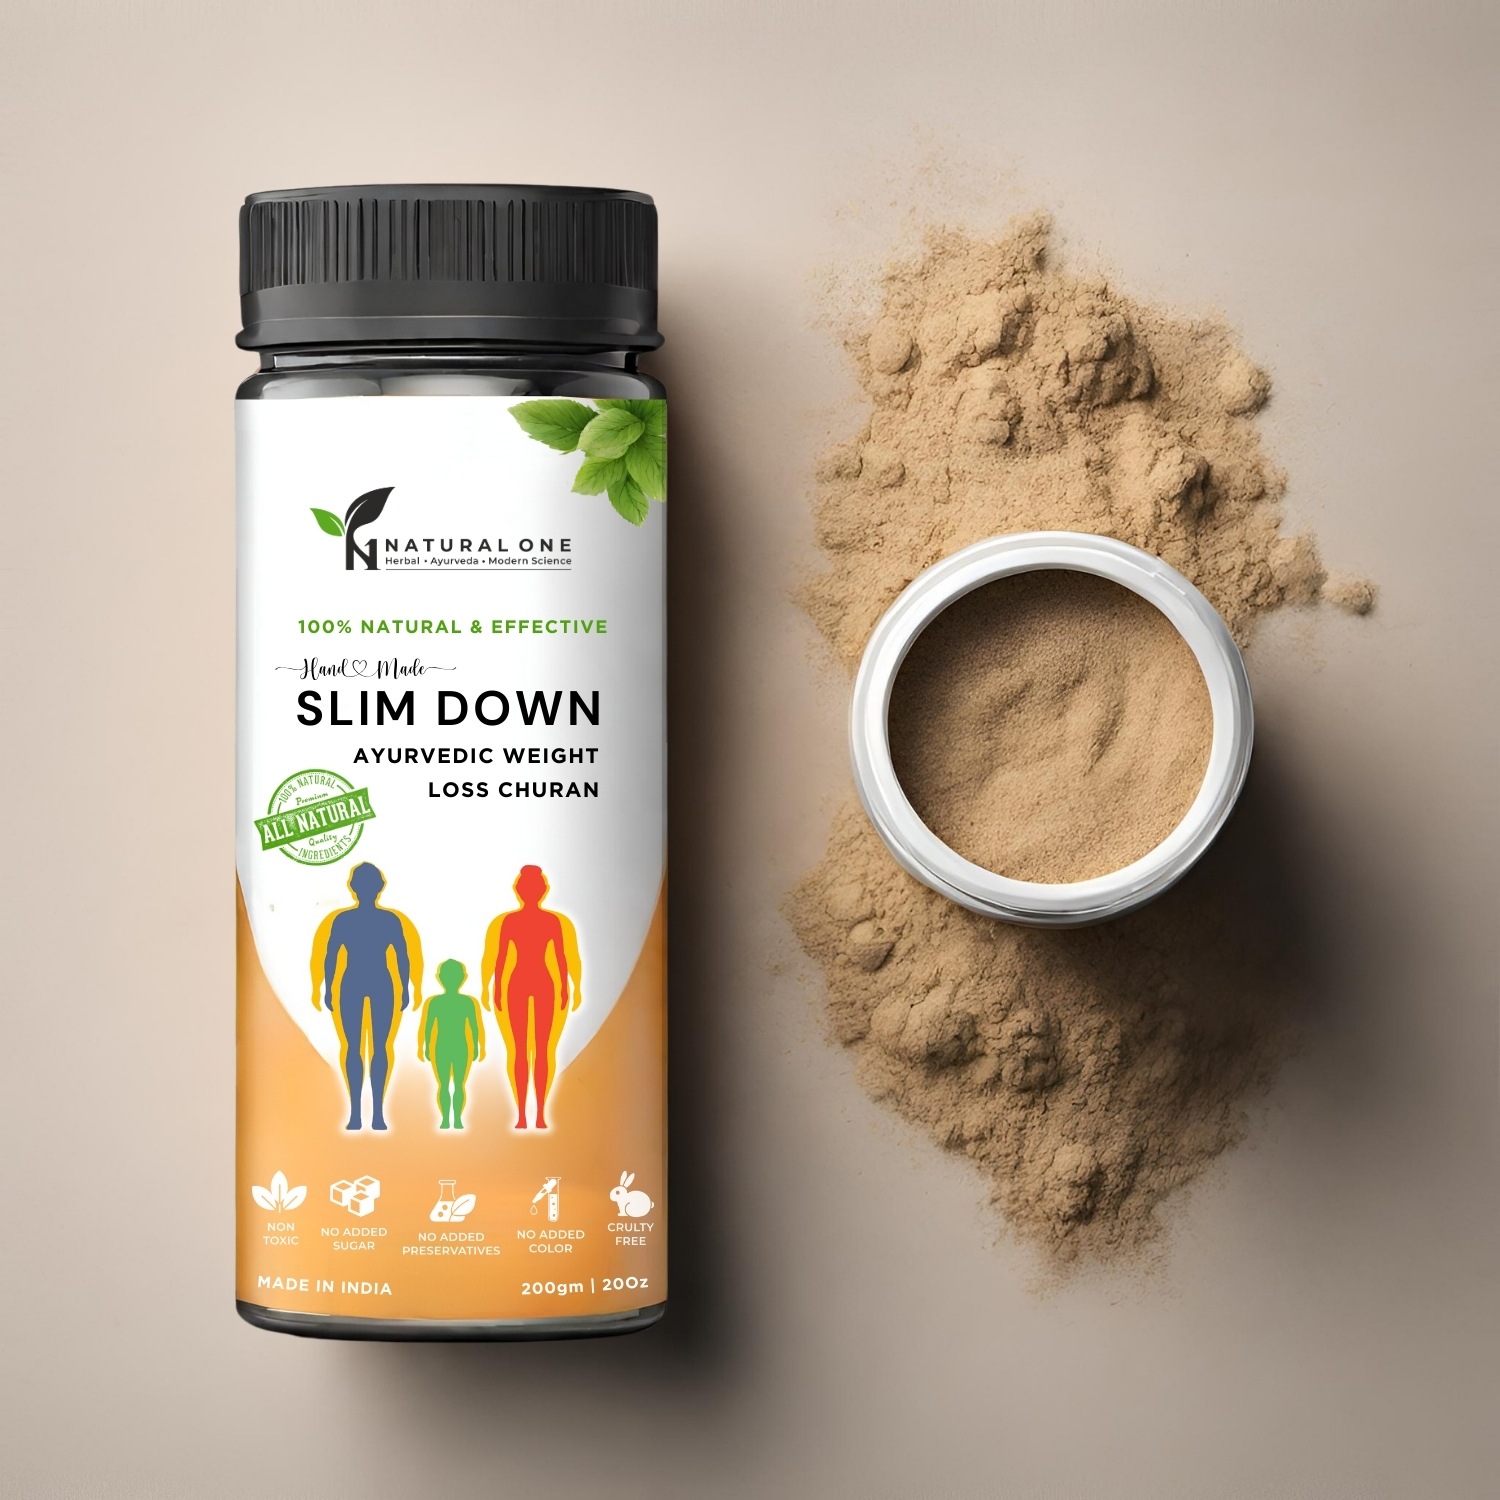 N1 NATURAL ONE
Herbal • Ayurveda • Modern Science
100% NATURAL & EFFECTIVE
Hand Made
SLIM DOWN
AYURVEDIC WEIGHT
LOSS CHURAN
100% NATURAL
Premium
ALL NATURAL
Quality
INGREDIENTS
NON
TOXIC
NO ADDED
SUGAR
NO ADDED
PRESERVATIVES
NO ADDED
COLOR
CRULTY
FREE
MADE IN INDIA
200gm | 20Oz